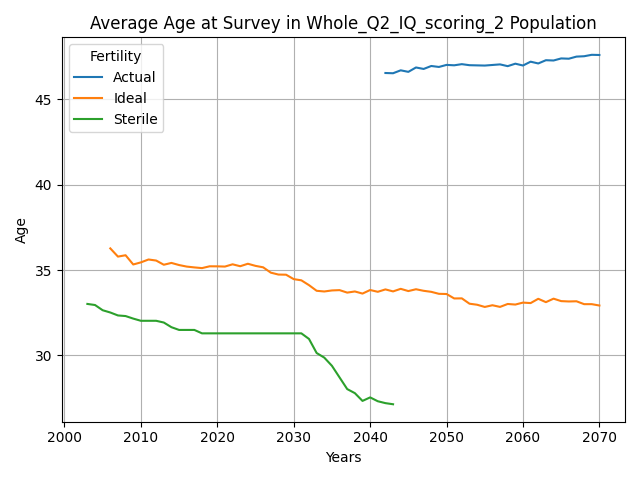 Average Age at Survey in Whole_Q2_IQ_scoring_2 Population
Fertility
Actual
Ideal
Sterile
Age
45
40
35
30
2000 2010 2020 2030 2040 2050 2060 2070
Years